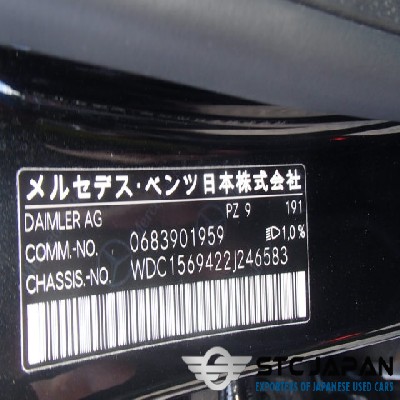 メルセデス・ベンツ日本株式会社
DAIMLER AG PZ 9 191
COMM.-NO. 0683901959 1,0%
CHASSIS.-NO. WDC1569422J246583
STC JAPAN
EXPORTERS OF JAPANESE USED CARS